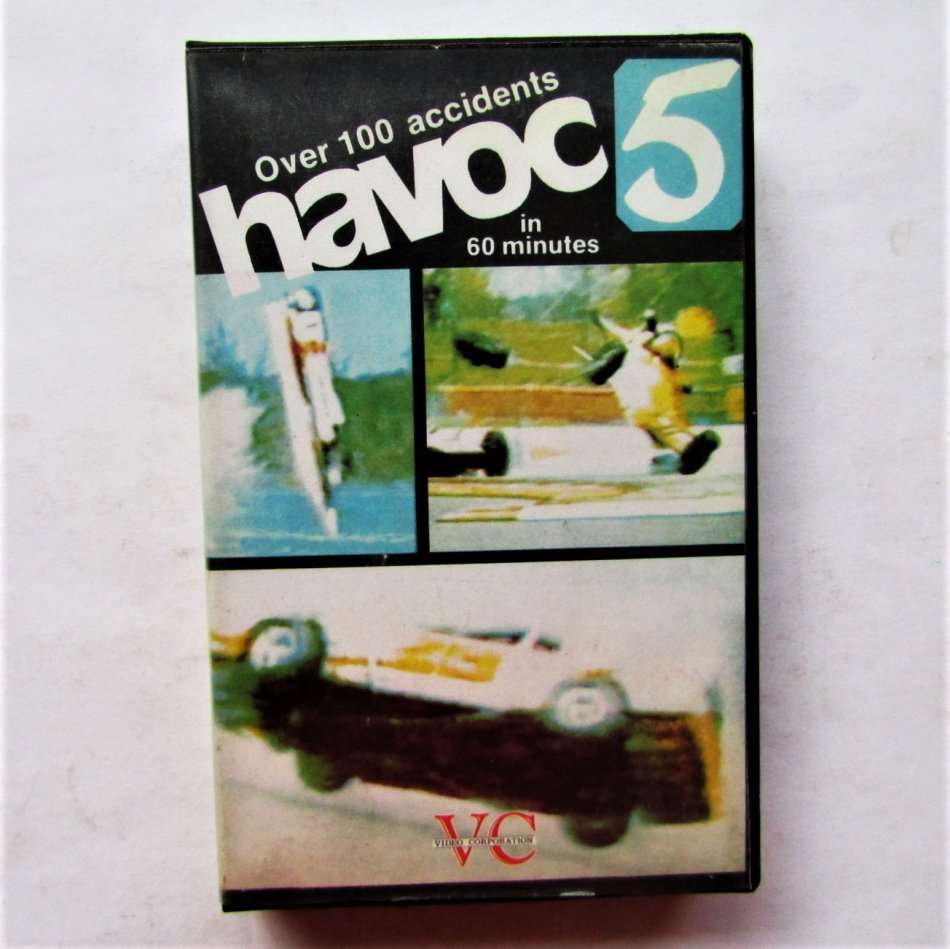 Over 100 accidents
havoc 5
in
60 minutes
VC
VIDEO CORPORATION